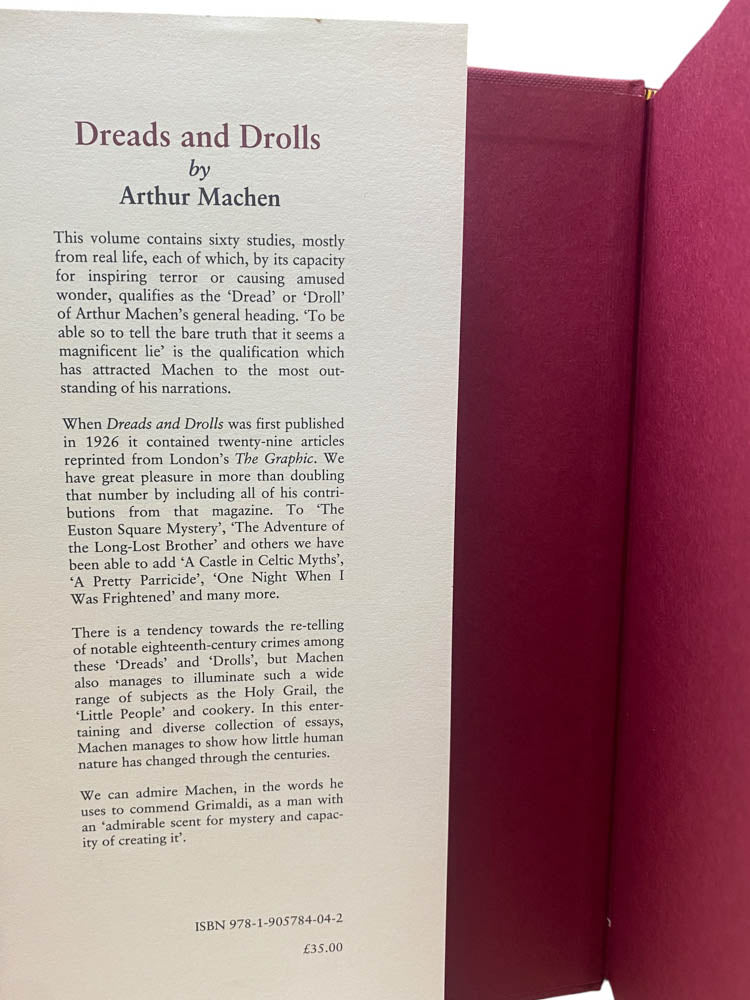 Dreads and Drolls
by
Arthur Machen
This volume contains sixty studies, mostly
from real life, each of which, by its capacity
for inspiring terror or causing amused
wonder, qualifies as the ‘Dread’ or ‘Droll’
of Arthur Machen’s general heading. ‘To be
able so to tell the bare truth that it seems a
magnificent lie’ is the qualification which
has attracted Machen to the most out-
standing of his narrations.
When Dreads and Drolls was first published
in 1926 it contained twenty-nine articles
reprinted from London’s The Graphic. We
have great pleasure in more than doubling
that number by including all of his contri-
butions from that magazine. To ‘The
Euston Square Mystery’, ‘The Adventure of
the Long-Lost Brother’ and others we have
been able to add ‘A Castle in Celtic Myths’,
‘A Pretty Parricide’, ‘One Night When I
Was Frightened’ and many more.
There is a tendency towards the re-telling
of notable eighteenth-century crimes among
these ‘Dreads’ and ‘Drolls’, but Machen
also manages to illuminate such a wide
range of subjects as the Holy Grail, the
‘Little People’ and cookery. In this enter-
taining and diverse collection of essays,
Machen manages to show how little human
nature has changed through the centuries.
We can admire Machen, in the words he
uses to commend Grimaldi, as a man with
an ‘admirable scent for mystery and capac-
ity of creating it’.
ISBN 978-1-905784-04-2
£35.00